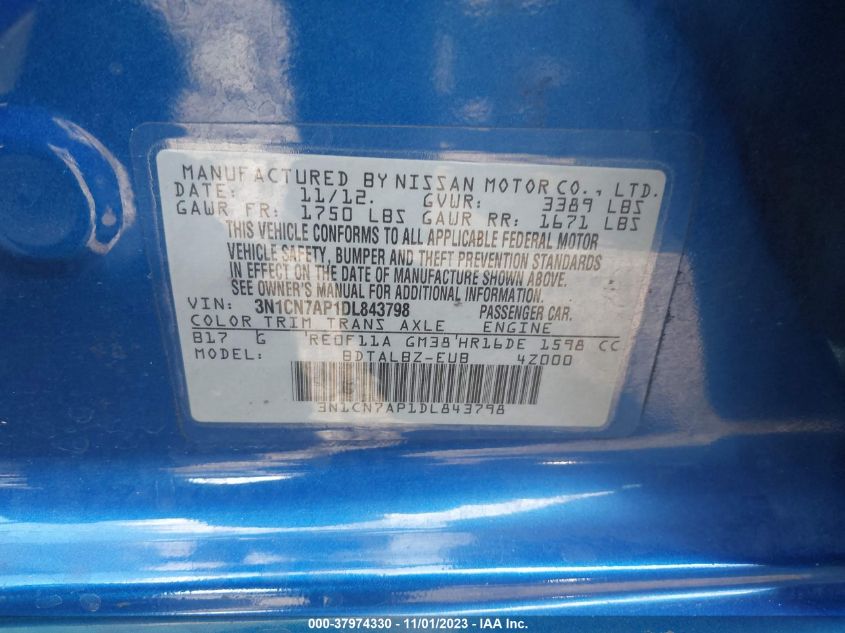 MANUFACTURED BY NISSAN MOTOR CO., LTD.
DATE: 11/12. GVWR: 3389 LBS
GAWR FR: 1750 LBS GAWR RR: 1671 LBS
THIS VEHICLE CONFORMS TO ALL APPLICABLE FEDERAL MOTOR
VEHICLE SAFETY, BUMPER AND THEFT PREVENTION STANDARDS
IN EFFECT ON THE DATE OF MANUFACTURE SHOWN ABOVE.
SEE OWNER'S MANUAL FOR ADDITIONAL INFORMATION.
VIN: 3N1CN7AP1DL843798 PASSENGER CAR.
COLOR TRIM TRANS AXLE ENGINE
B17 G 'RE0F11A GM38'HR16DE 1598 CC
MODEL: BDTALBZ-EUB 4Z000
3N1CN7AP1DL843798
000-37974330 - 11/01/2023 - IAA Inc.